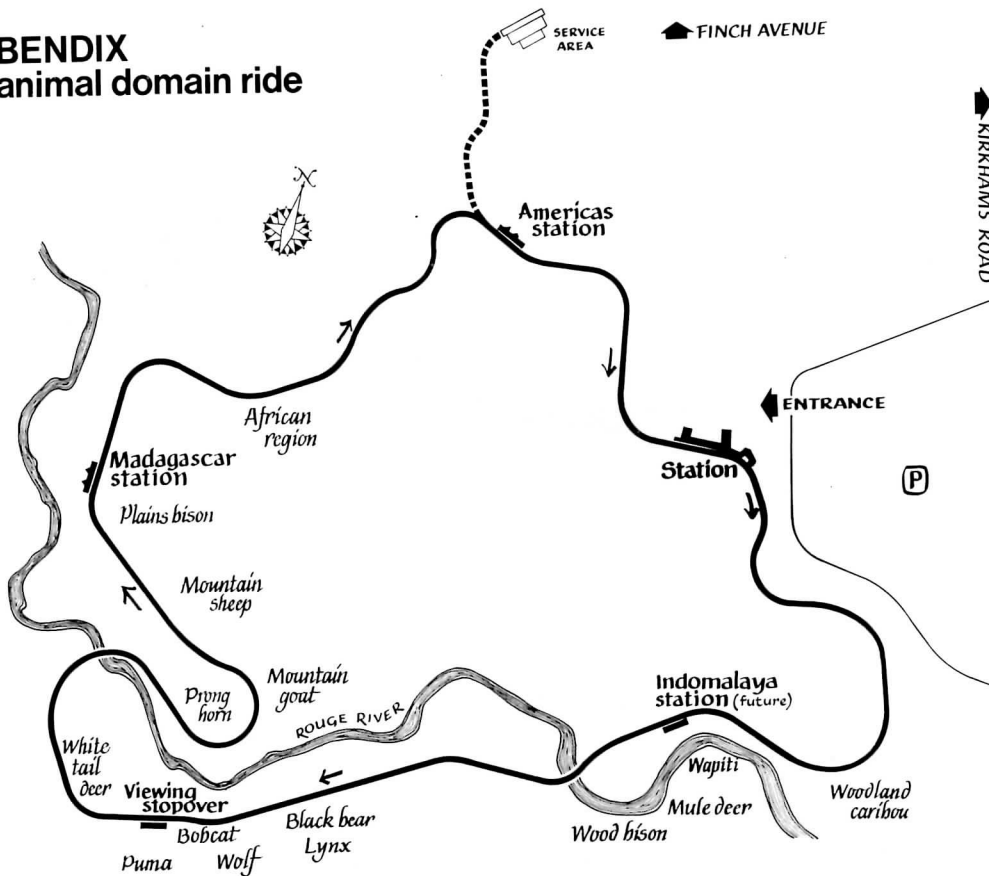 BENDIX
animal domain ride
SERVICE
AREA
FINCH AVENUE
KIRKHAMS ROAD
N
Americas
station
ENTRANCE
African
region
Madagascar
station
Station
P
Plains bison
Mountain
sheep
Mountain
goat
Prong
horn
Indomalaya
station (future)
ROUGE RIVER
White
tail
deer
Wapiti
Viewing
stopover
Woodland
caribou
Mule deer
Black bear
Bobcat
Wood bison
Lynx
Puma
Wolf